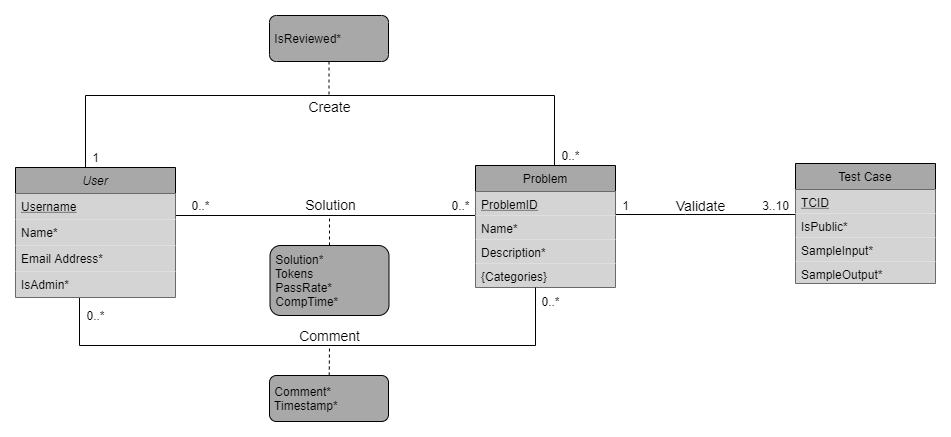 IsReviewed*
Create
1
0..*
User
Username
Name*
Email Address*
IsAdmin*
0..*
Solution
0..*
Solution*
Tokens
PassRate*
CompTime*
Problem
ProblemID
Name*
Description*
{Categories}
1
Validate
3..10
Test Case
TCID
IsPublic*
SampleInput*
SampleOutput*
0..*
Comment
0..*
Comment*
Timestamp*